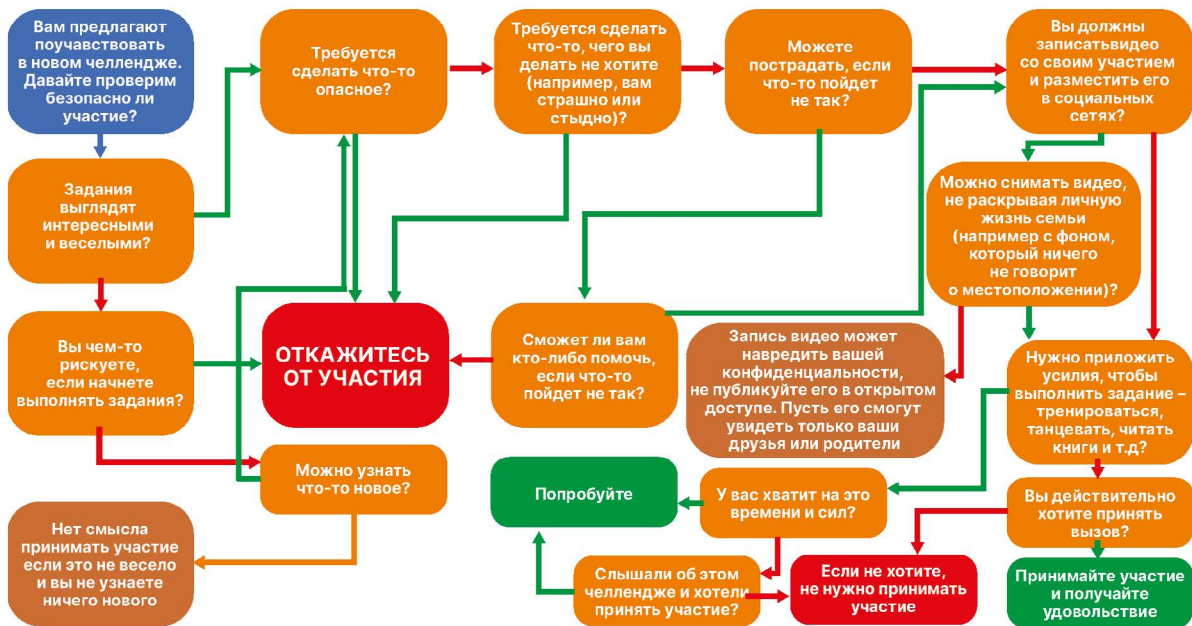 Вам предлагают
поучавствовать
в новом челлендже.
Давайте проверим
безопасно ли
участие?
Требуется
сделать что-то
опасное?
Требуется сделать
что-то, чего вы
делать не хотите
(например, вам
страшно или
стыдно)?
Можете
пострадать, если
что-то пойдет
не так?
Вы должны
записатьвидео
со своим участием
и разместить его
в социальных
сетях?
Задания
выглядят
интересными
и веселыми?
Можно снимать видео,
не раскрывая личную
жизнь семьи
(например с фоном,
который ничего
не говорит
о местоположении)?
Вы чем-то
рискуете,
если начнете
выполнять задания?
ОТКАЖИТЕСЬ
ОТ УЧАСТИЯ
Сможет ли вам
кто-либо помочь,
если что-то
пойдет не так?
Запись видео может
навредить вашей
конфиденциальности,
не публикуйте его в открытом
доступе. Пусть его смогут
увидеть только ваши
друзья или родители
Нужно приложить
усилия, чтобы
выполнить задание –
тренироваться,
танцевать, читать
книги и т.д?
Можно узнать
что-то новое?
Попробуйте
У вас хватит на это
времени и сил?
Вы действительно
хотите принять
вызов?
Нет смысла
принимать участие
если это не весело
и вы не узнаете
ничего нового
Слышали об этом
челлендже и хотели
принять участие?
Если не хотите,
не нужно принимать
участие
Принимайте участие
и получайте
удовольствие